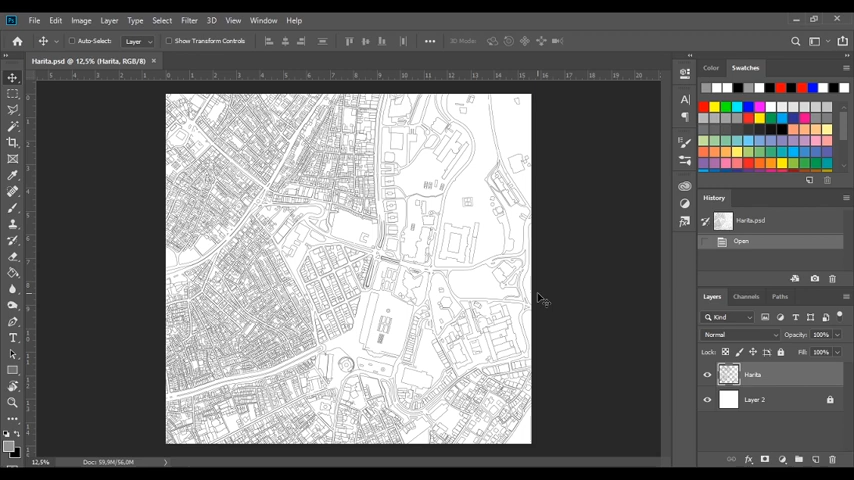 Ps File Edit Image Layer Type Select Filter 3D View Window Help
Auto-Select: Layer Show Transform Controls 3D Mode:
Harita.psd @ 12,5% (Harita, RGB/8)
Color Swatches
History
Harita.psd
Open
Layers Channels Paths
Kind
Normal Opacity: 100%
Lock: Fill: 100%
Harita
Layer 2
12,5% Doc: 59,9M/56,0M